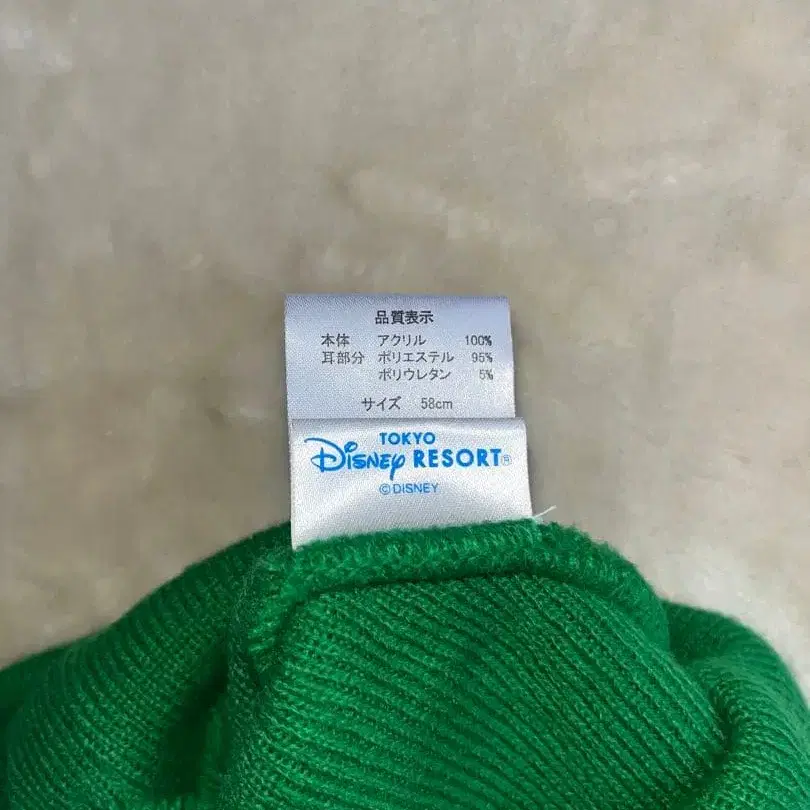 品質表示
本体 アクリル 100%
耳部分 ポリエステル 95%
ポリウレタン 5%
サイズ 58cm
TOKYO
Disney RESORT®
©DISNEY